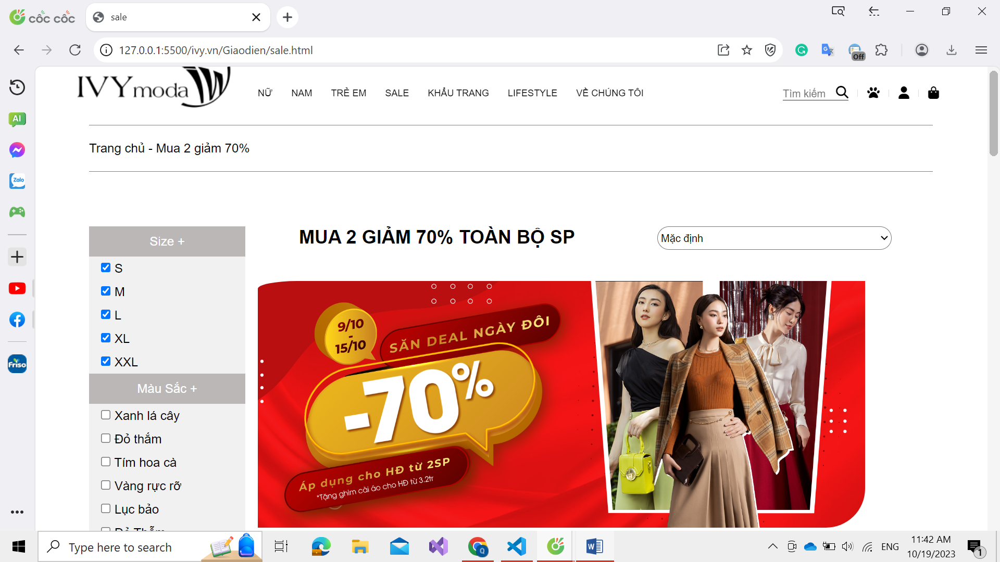 cốc cốc
sale
127.0.0.1:5500/ivy.vn/Giaodien/sale.html
Off
IVY moda
NỮ NAM TRẺ EM SALE KHẨU TRANG LIFESTYLE VỀ CHÚNG TÔI
Tìm kiếm
AI
Zalo
Friso
Trang chủ - Mua 2 giảm 70%
Size +
S
M
L
XL
XXL
Màu Sắc +
Xanh lá cây
Đỏ thắm
Tím hoa cà
Vàng rực rỡ
Lục bảo
MUA 2 GIẢM 70% TOÀN BỘ SP
Mặc định
9/10
-
15/10
SĂN DEAL NGÀY ĐÔI
-70%
Áp dụng cho HĐ từ 2SP
*Tặng ghim cài áo cho HĐ từ 3.2tr
Type here to search
Q
W
ENG
11:42 AM
10/19/2023
1